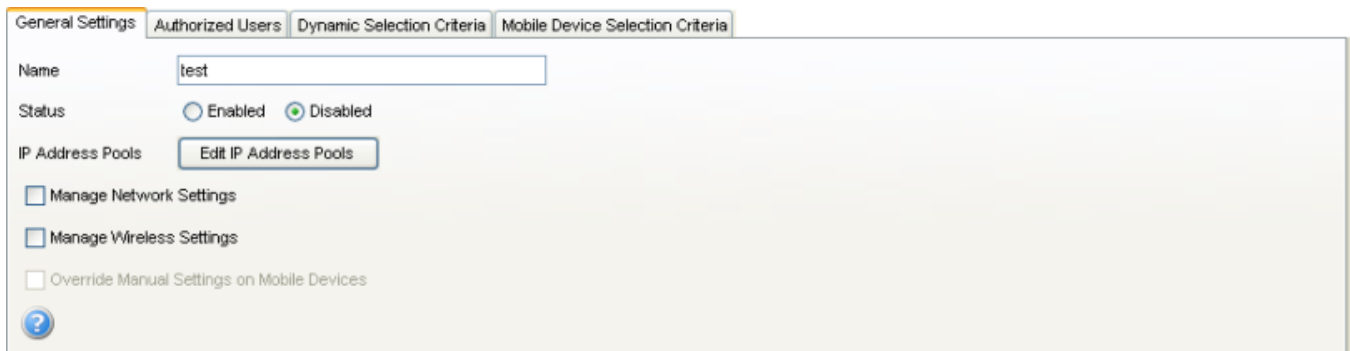 General Settings Authorized Users Dynamic Selection Criteria Mobile Device Selection Criteria
Name test
Status Enabled Disabled
IP Address Pools Edit IP Address Pools
Manage Network Settings
Manage Wireless Settings
Override Manual Settings on Mobile Devices
?